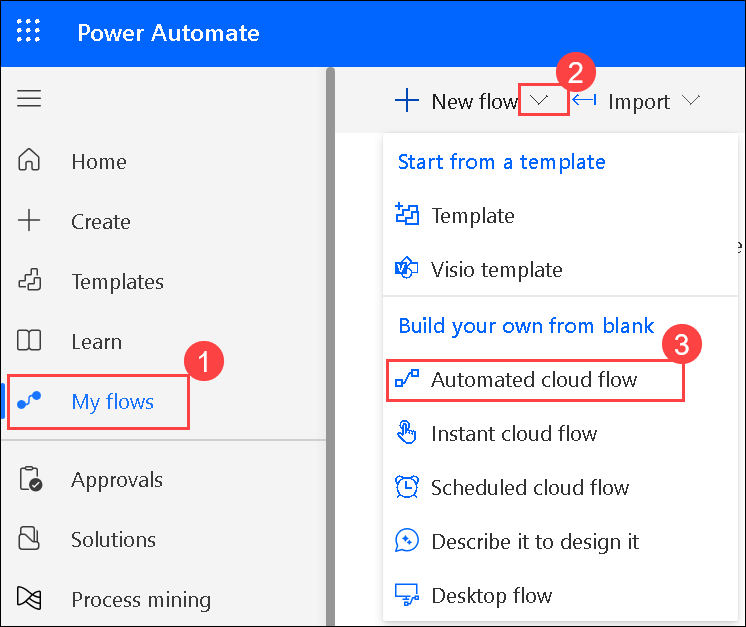 Power Automate
2
New flow
Import
Home
Create
Templates
Learn
1
My flows
Approvals
Solutions
Process mining
Start from a template
Template
Visio template
e
Build your own from blank
3
Automated cloud flow
Instant cloud flow
Scheduled cloud flow
Describe it to design it
Desktop flow